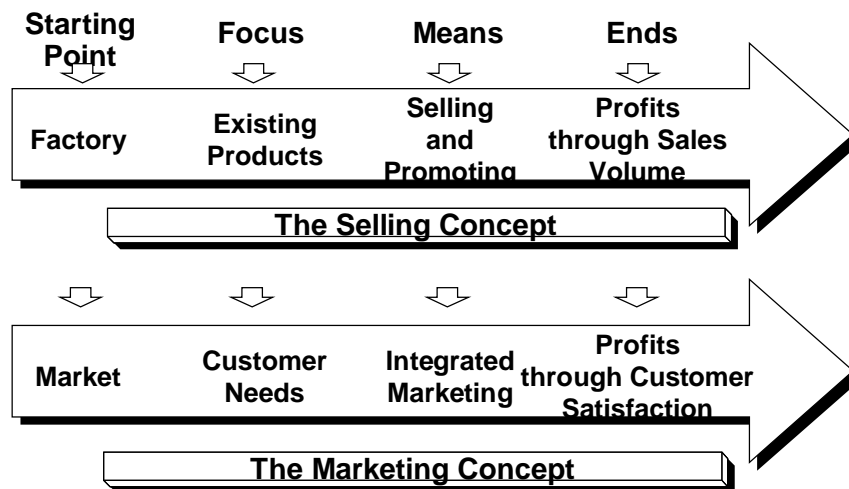 Starting
Point
Focus
Means
Ends
Factory
Existing
Products
Selling
and
Promoting
Profits
through Sales
Volume
The Selling Concept
Market
Customer
Needs
Integrated
Marketing
Profits
through Customer
Satisfaction
The Marketing Concept